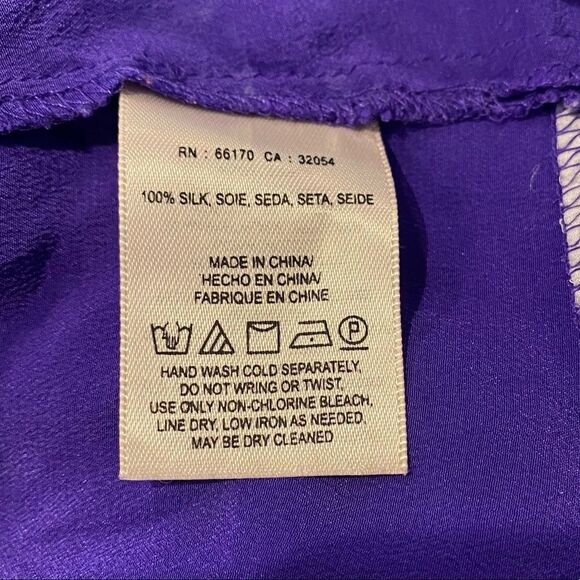 RN : 66170 CA : 32054
100% SILK, SOIE, SEDA, SETA, SEIDE
MADE IN CHINA/
HECHO EN CHINA/
FABRIQUE EN CHINE
P
HAND WASH COLD SEPARATELY,
DO NOT WRING OR TWIST.
USE ONLY NON-CHLORINE BLEACH.
LINE DRY, LOW IRON AS NEEDED.
MAY BE DRY CLEANED